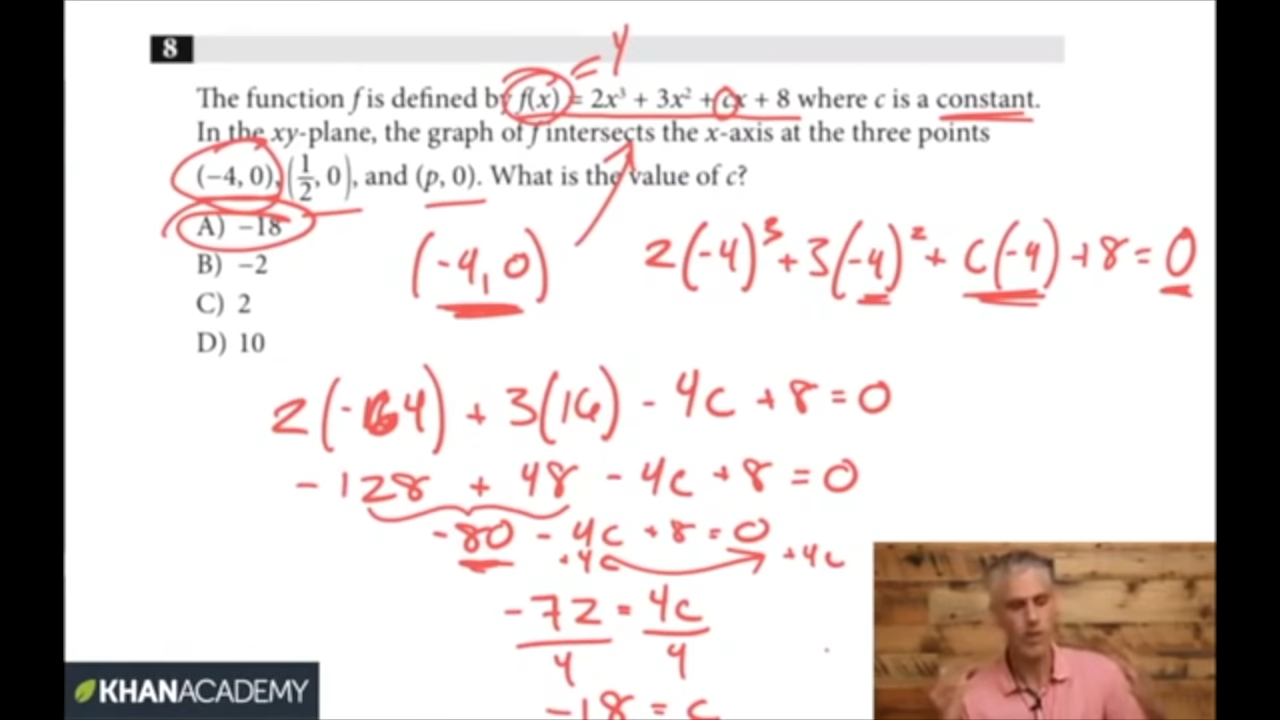 8
The function f is defined by f(x) = 2x³ + 3x² + cx + 8 where c is a constant.
= y
In the xy-plane, the graph of f intersects the x-axis at the three points
(−4, 0), (1/2, 0), and (p, 0). What is the value of c?
A) −18
B) −2
C) 2
D) 10
(-4, 0)
2(-4)³ + 3(-4)² + c(-4) + 8 = 0
2(-64) + 3(16) - 4c + 8 = 0
-128 + 48 - 4c + 8 = 0
-80 - 4c + 8 = 0
+4c +4c
-72 = 4c
4 4
-18 = c
KHANACADEMY